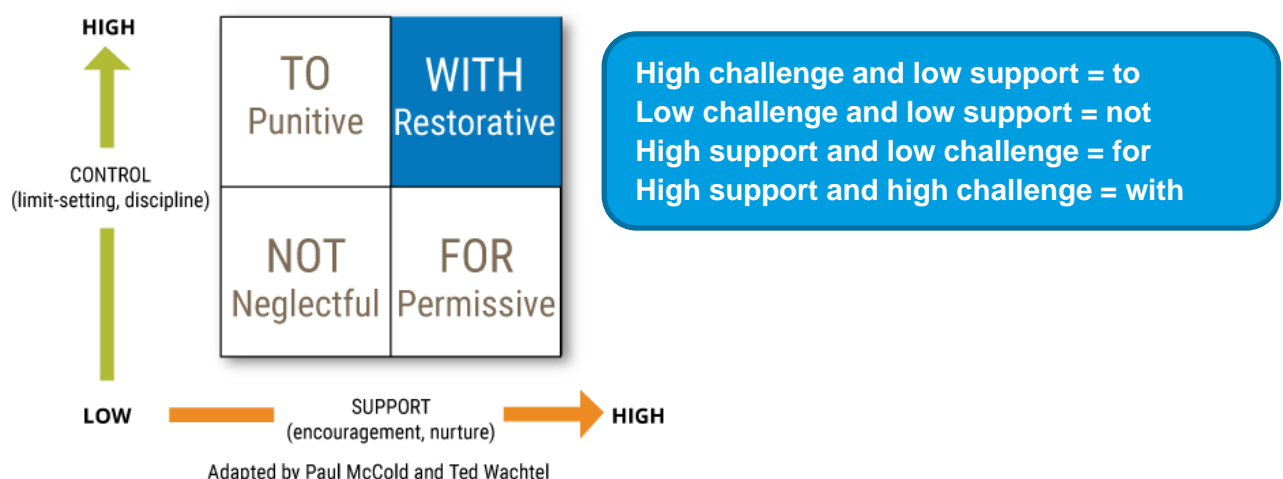 HIGH
TO
Punitive
WITH
Restorative
CONTROL
(limit-setting, discipline)
NOT
Neglectful
FOR
Permissive
LOW
SUPPORT
(encouragement, nurture)
HIGH
Adapted by Paul McCold and Ted Wachtel
High challenge and low support = to
Low challenge and low support = not
High support and low challenge = for
High support and high challenge = with